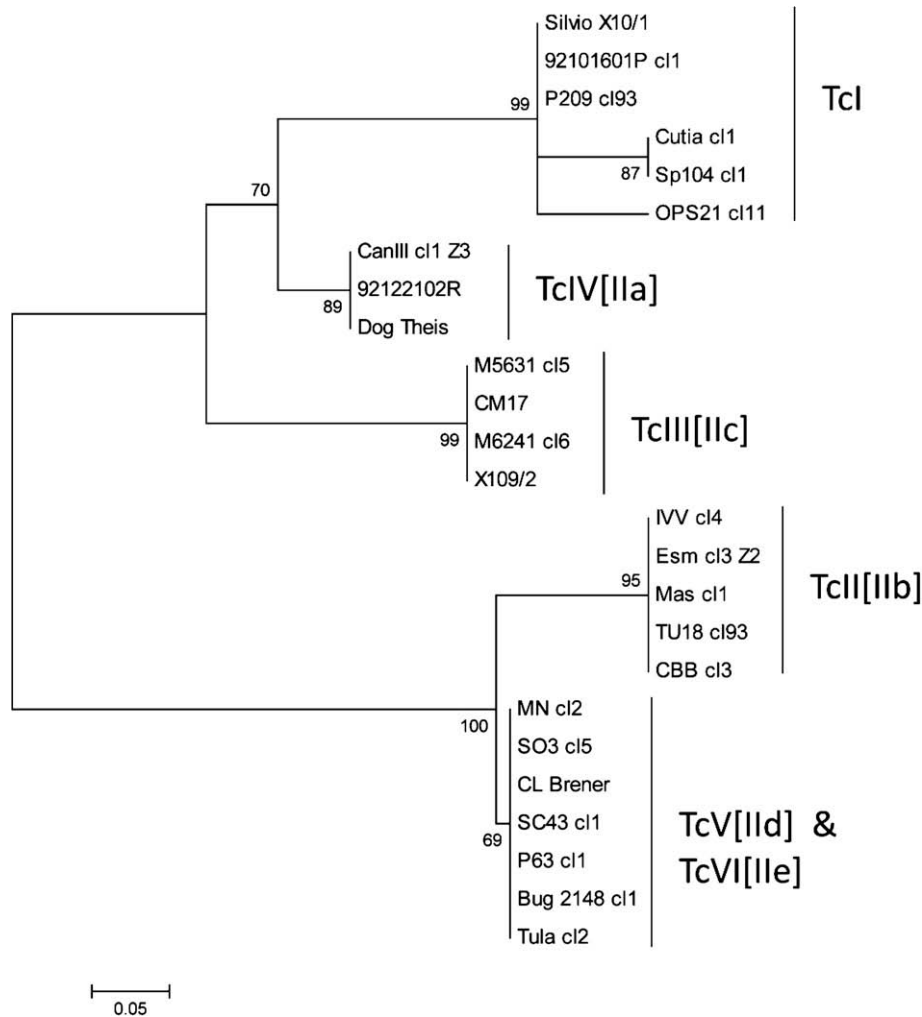 Silvio X10/1
92101601P cl1
P209 cl93
99
TcI
Cutia cl1
87
Sp104 cl1
OPS21 cl11
70
CanIII cl1 Z3
92122102R
89
Dog Theis
TcIV[IIa]
M5631 cl5
CM17
M6241 cl6
99
X109/2
TcIII[IIc]
IVV cl4
Esm cl3 Z2
95
Mas cl1
TU18 cl93
CBB cl3
TcII[IIb]
100
MN cl2
SO3 cl5
CL Brener
SC43 cl1
69
P63 cl1
Bug 2148 cl1
Tula cl2
TcV[IId] &
TcVI[IIe]
0.05